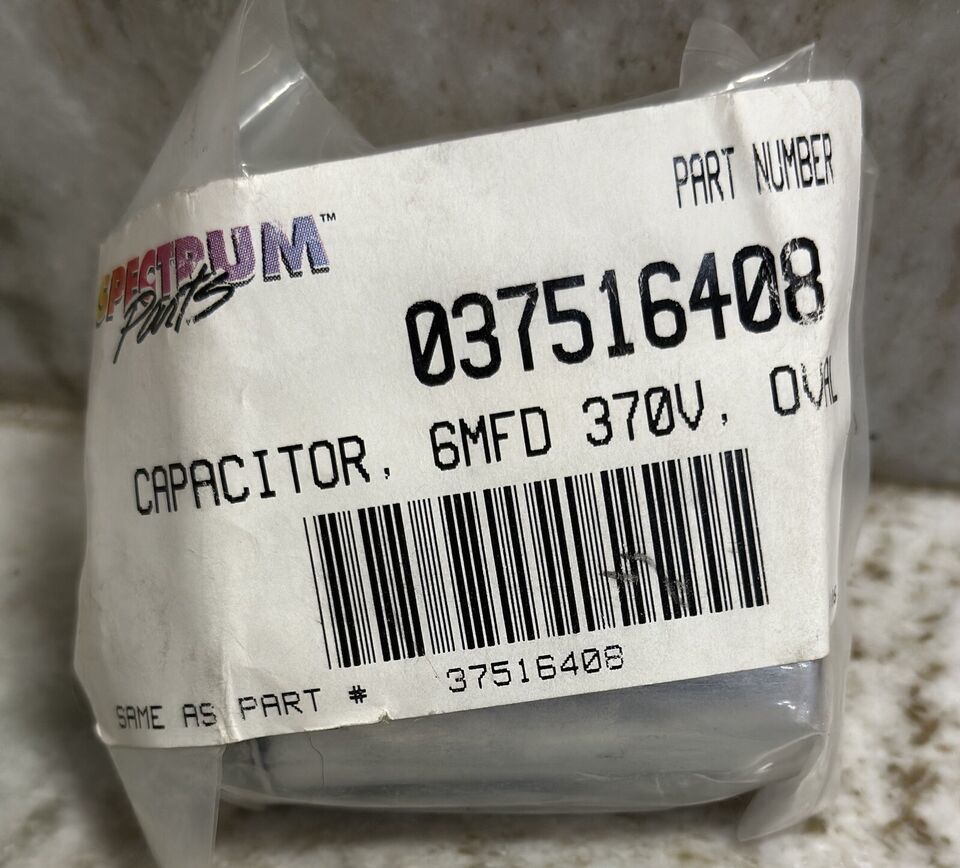 PART NUMBER
SPECTRUM™
Parts
037516408
CAPACITOR, 6MFD 370V, OVAL
37516408
SAME AS PART #